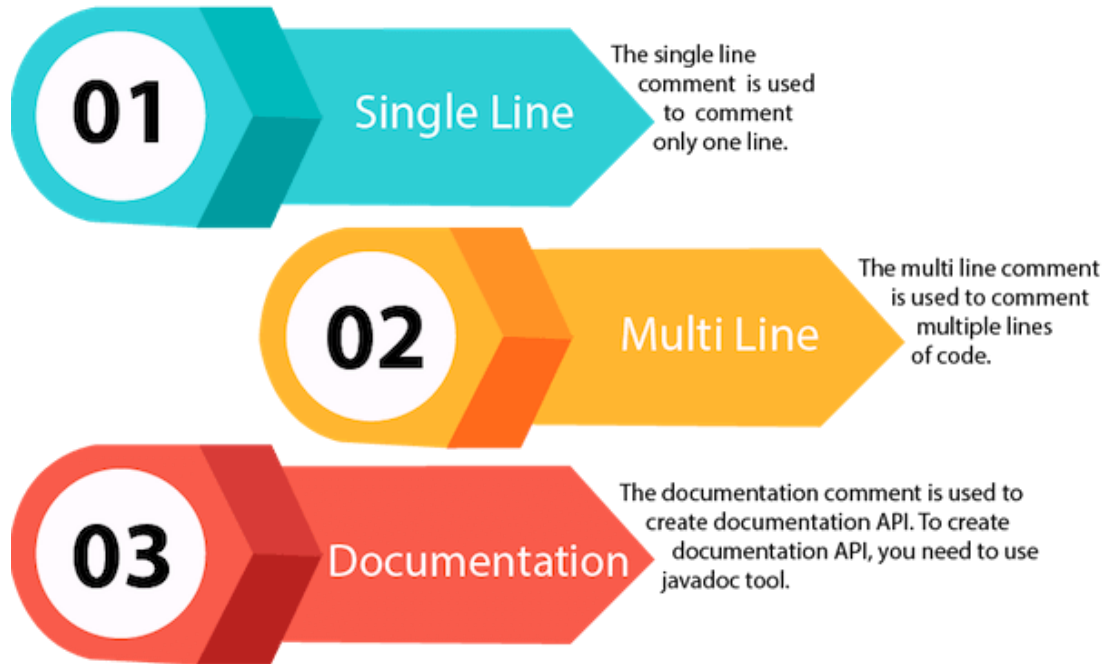 01
Single Line
The single line
comment is used
to comment
only one line.
02
Multi Line
The multi line comment
is used to comment
multiple lines
of code.
03
Documentation
The documentation comment is used to
create documentation API. To create
documentation API, you need to use
javadoc tool.